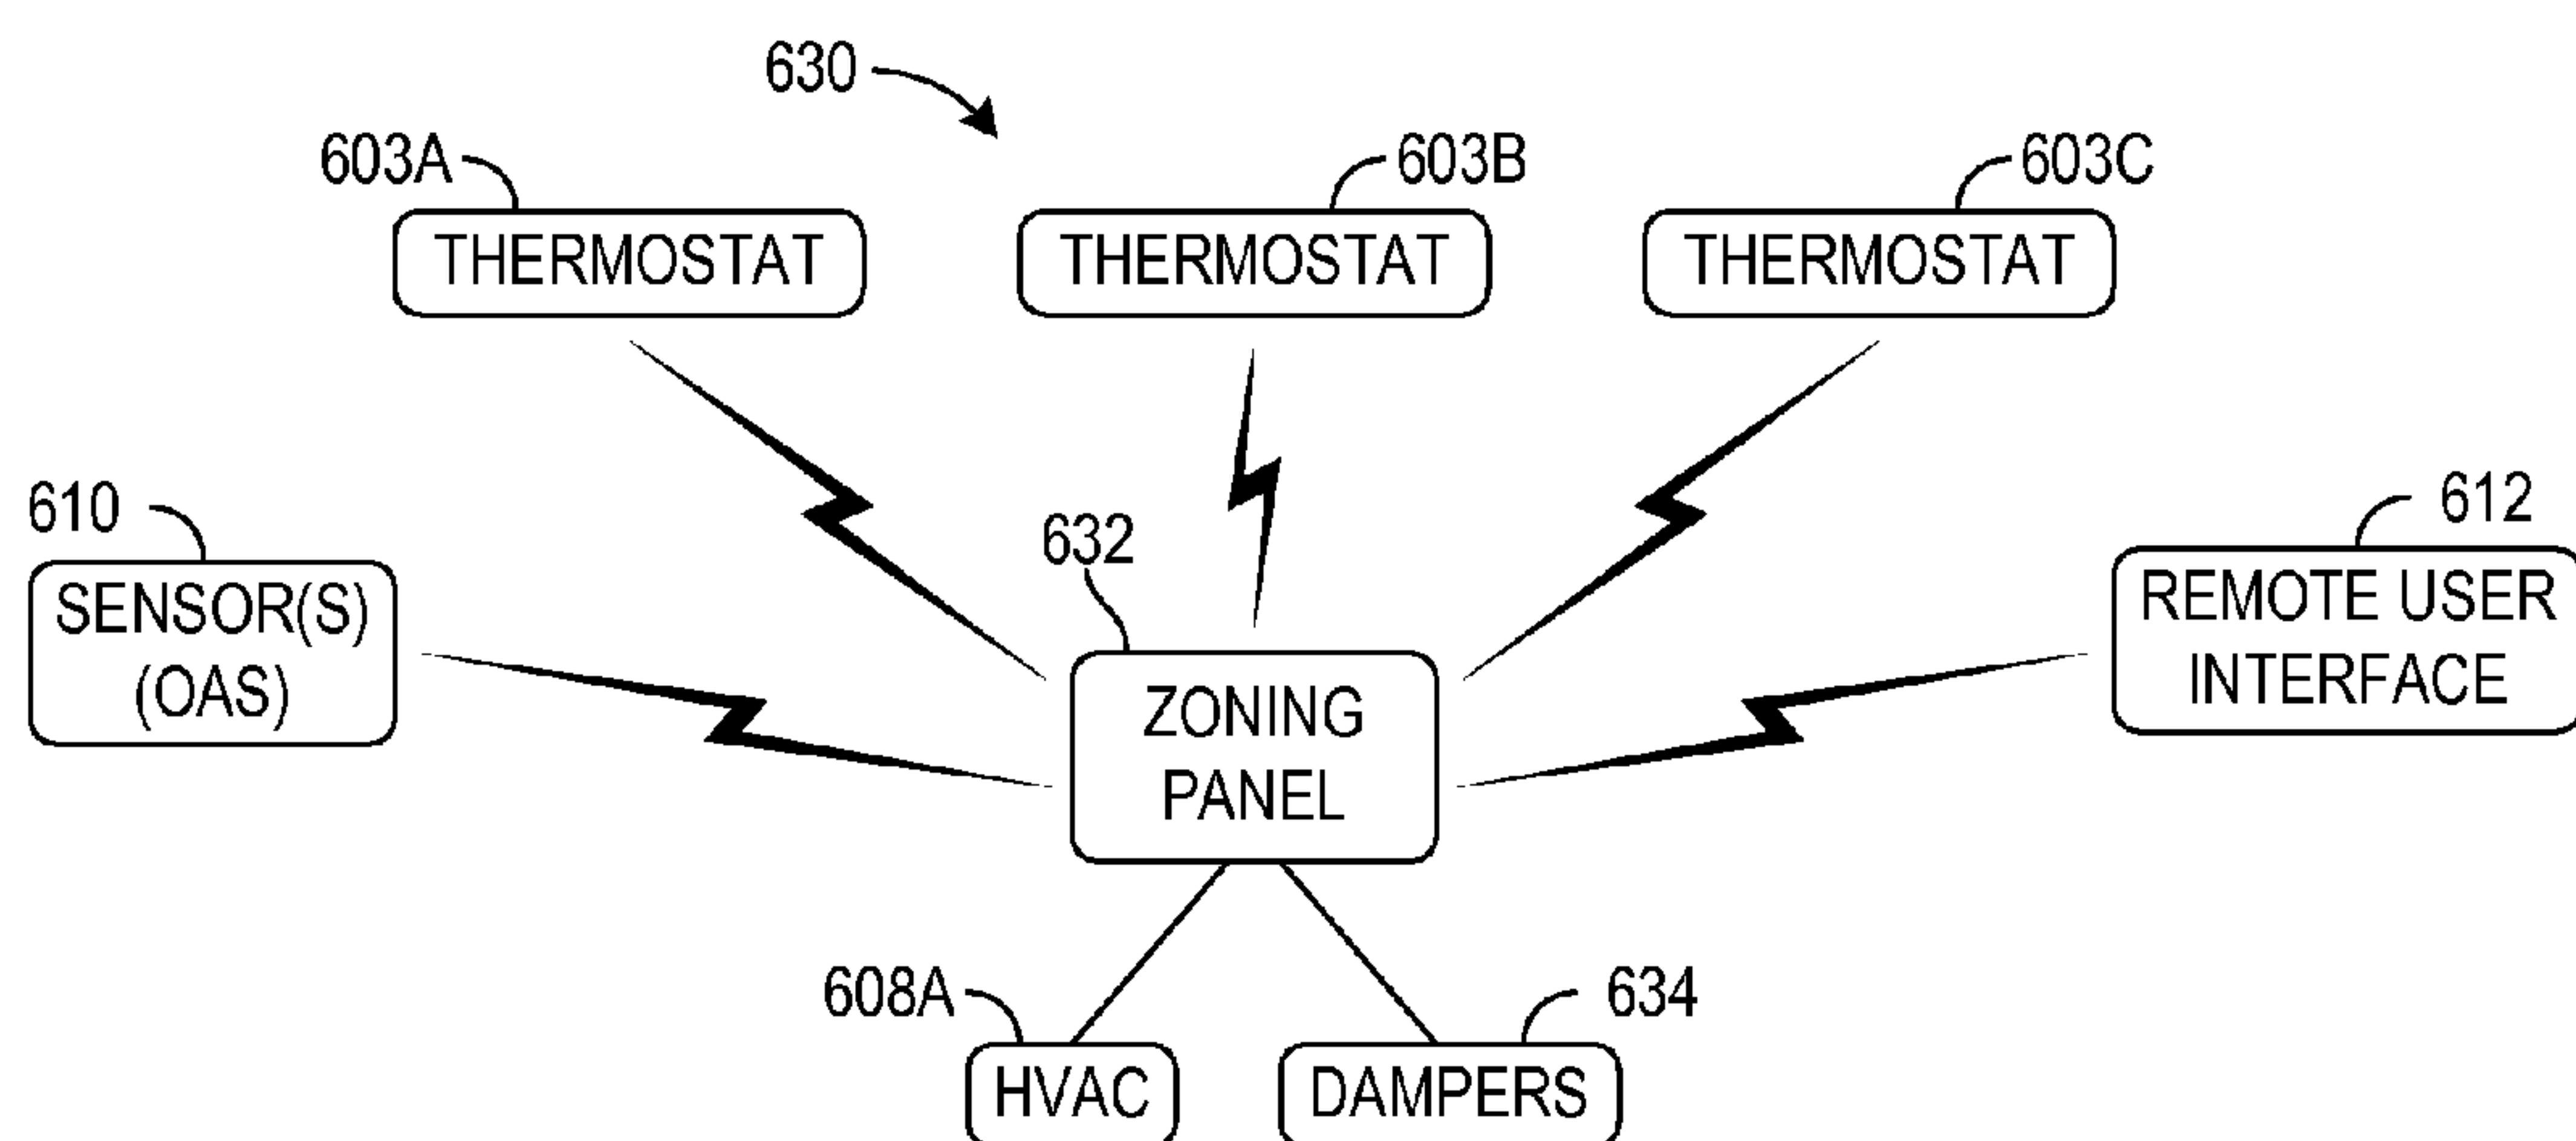 630
603A
603B
603C
THERMOSTAT
THERMOSTAT
THERMOSTAT
610
612
632
SENSOR(S)
(OAS)
REMOTE USER
INTERFACE
ZONING
PANEL
608A
634
HVAC
DAMPERS